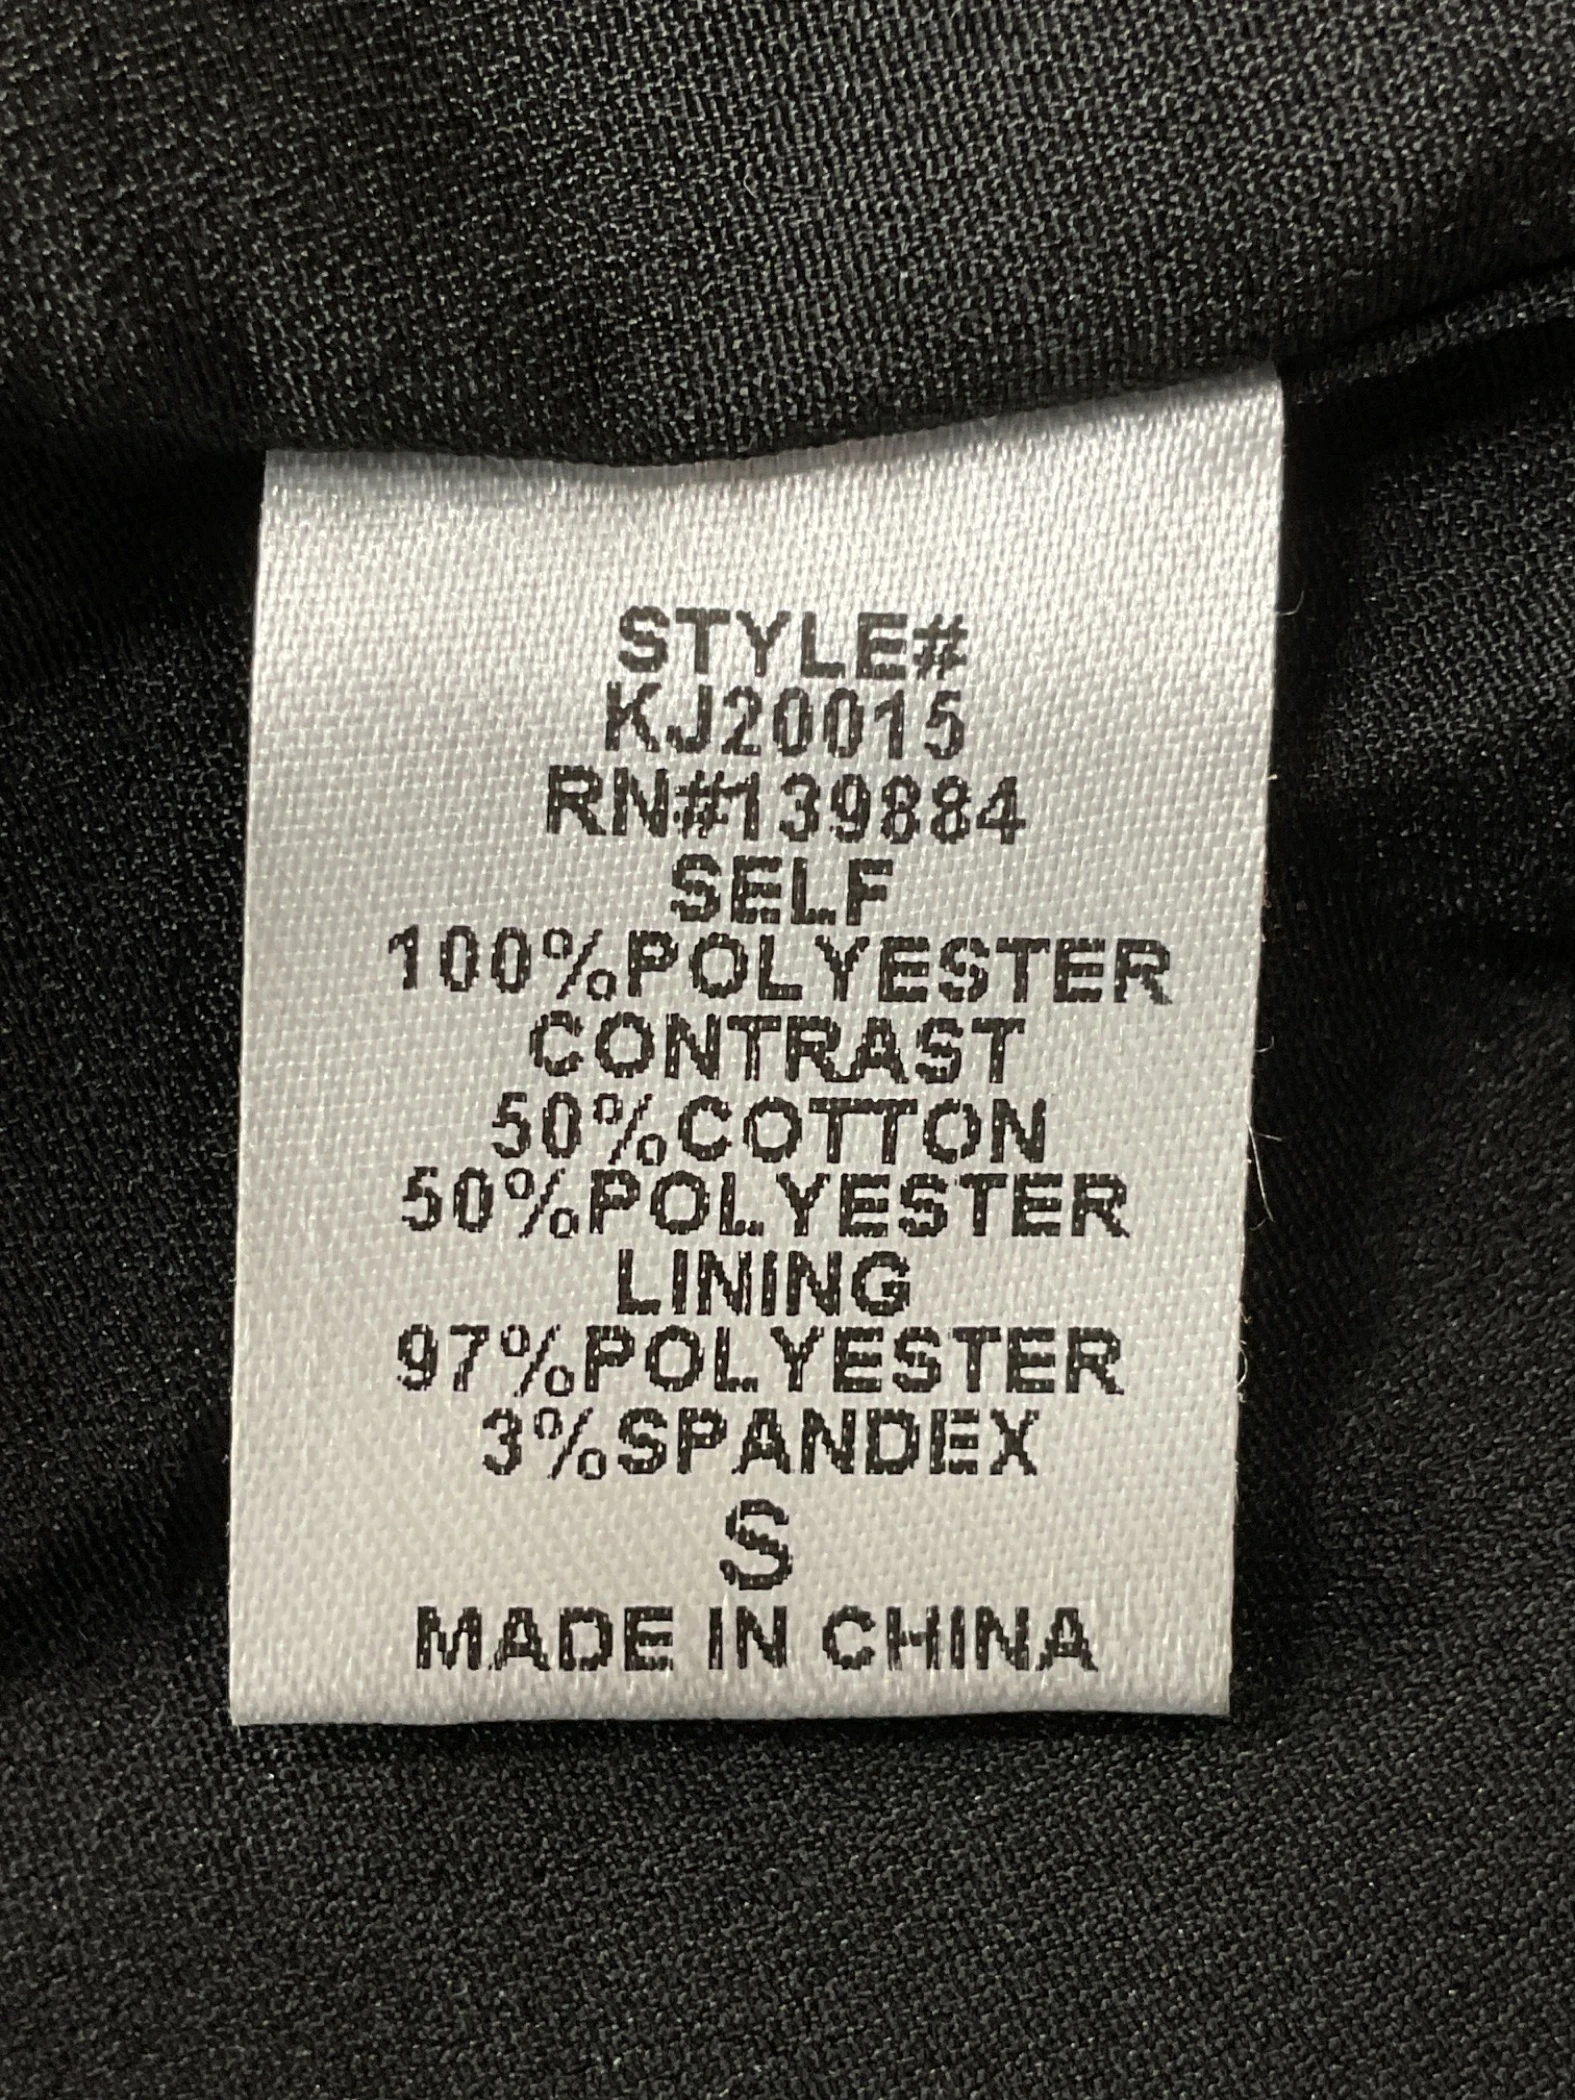 STYLE#
KJ20015
RN#139884
SELF
100%POLYESTER
CONTRAST
50%COTTON
50%POLYESTER
LINING
97%POLYESTER
3%SPANDEX
S
MADE IN CHINA